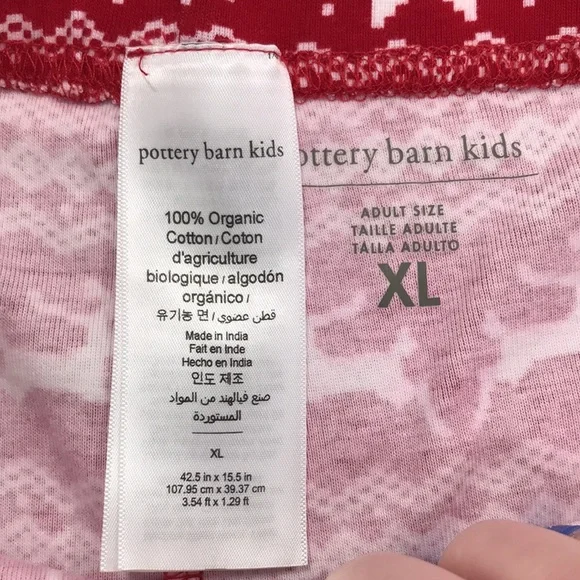 pottery barn kids
100% Organic
Cotton / Coton
d'agriculture
biologique / algodón
orgánico /
유기농 면 / قطن عضوي
Made in India
Fait en Inde
Hecho en India
인도 제조
صنع فيالهند من المواد
المستوردة
XL
42.5 in x 15.5 in
107.95 cm x 39.37 cm
3.54 ft x 1.29 ft
ottery barn kids
ADULT SIZE
TAILLE ADULTE
TALLA ADULTO
XL